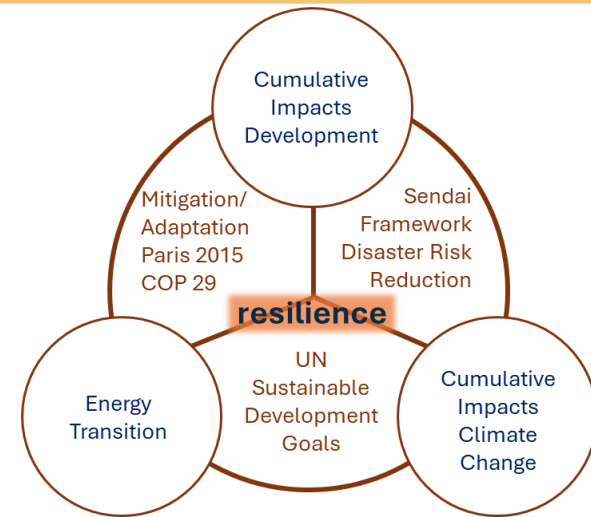 Cumulative
Impacts
Development
Mitigation/
Adaptation
Paris 2015
COP 29
Sendai
Framework
Disaster Risk
Reduction
resilience
UN
Sustainable
Development
Goals
Energy
Transition
Cumulative
Impacts
Climate
Change